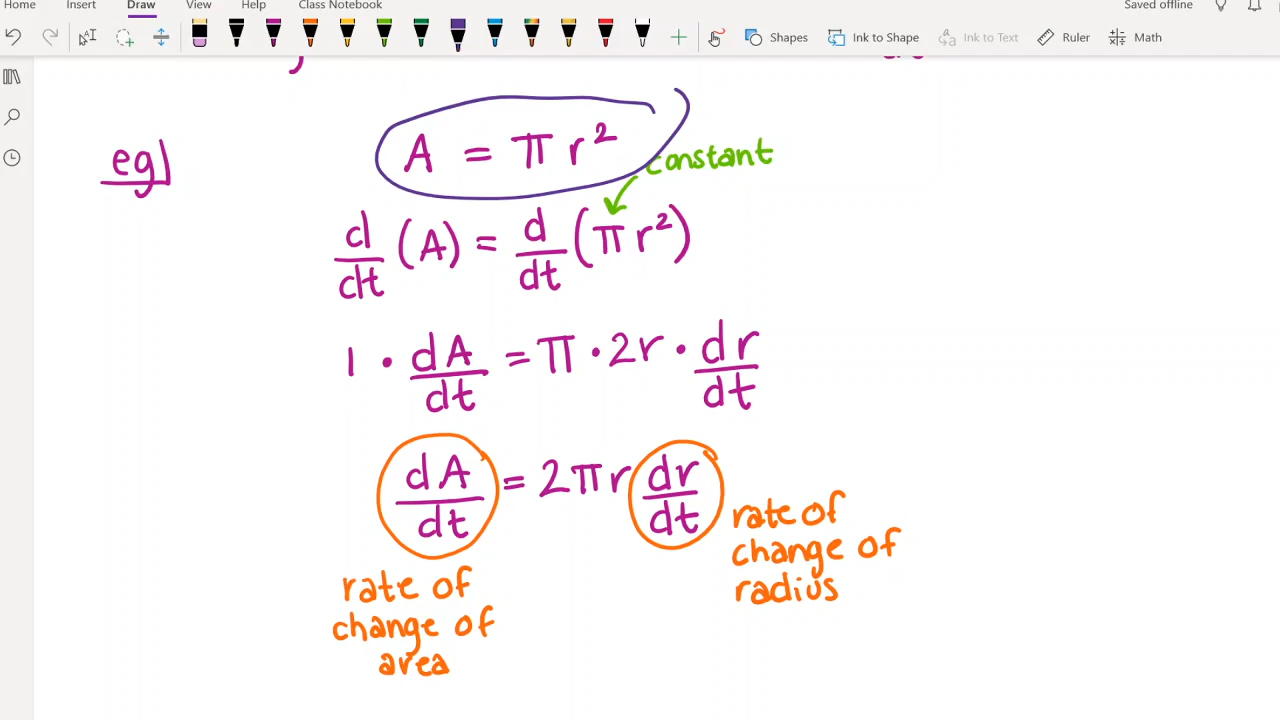 Home Insert Draw View Help Class Notebook Saved offline
Shapes Ink to Shape Ink to Text Ruler Math
eg) A = πr²
constant
d/dt (A) = d/dt (πr²)
1 · dA/dt = π · 2r · dr/dt
dA/dt = 2πr dr/dt
rate of
change of
radius
rate of
change of
area